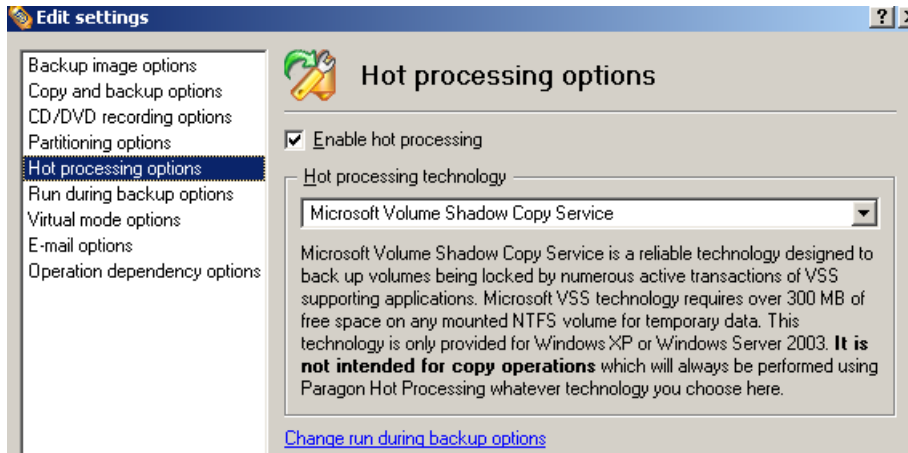 Edit settings
Backup image options
Copy and backup options
CD/DVD recording options
Partitioning options
Hot processing options
Run during backup options
Virtual mode options
E-mail options
Operation dependency options
Hot processing options
Enable hot processing
Hot processing technology
Microsoft Volume Shadow Copy Service
Microsoft Volume Shadow Copy Service is a reliable technology designed to
back up volumes being locked by numerous active transactions of VSS
supporting applications. Microsoft VSS technology requires over 300 MB of
free space on any mounted NTFS volume for temporary data. This
technology is only provided for Windows XP or Windows Server 2003. It is
not intended for copy operations which will always be performed using
Paragon Hot Processing whatever technology you choose here.
Change run during backup options